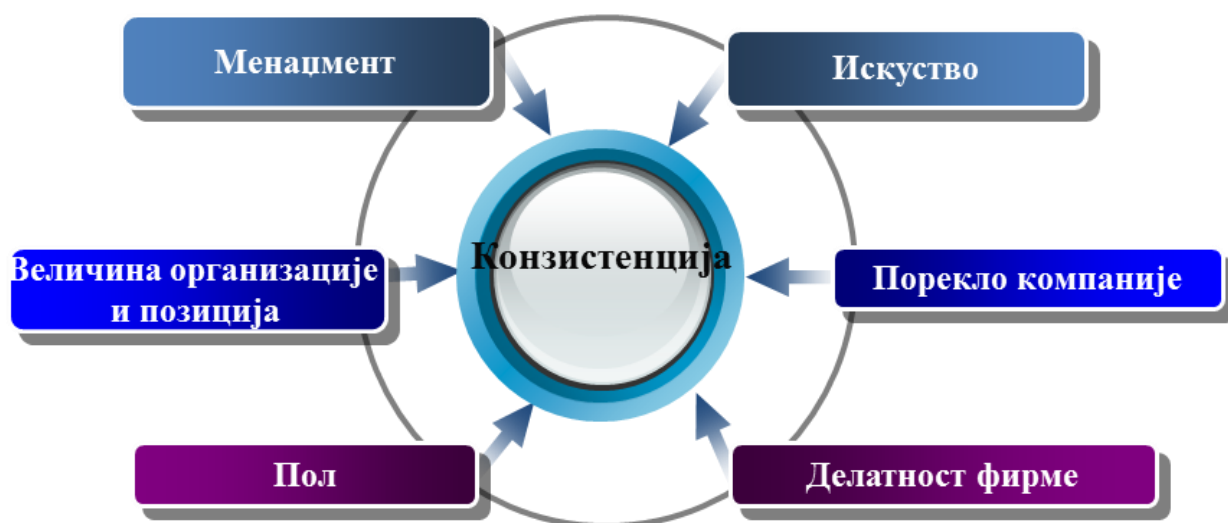 Менаџмент
Искуство
Конзистенција
Величина организације
и позиција
Порекло компаније
Пол
Делатност фирме